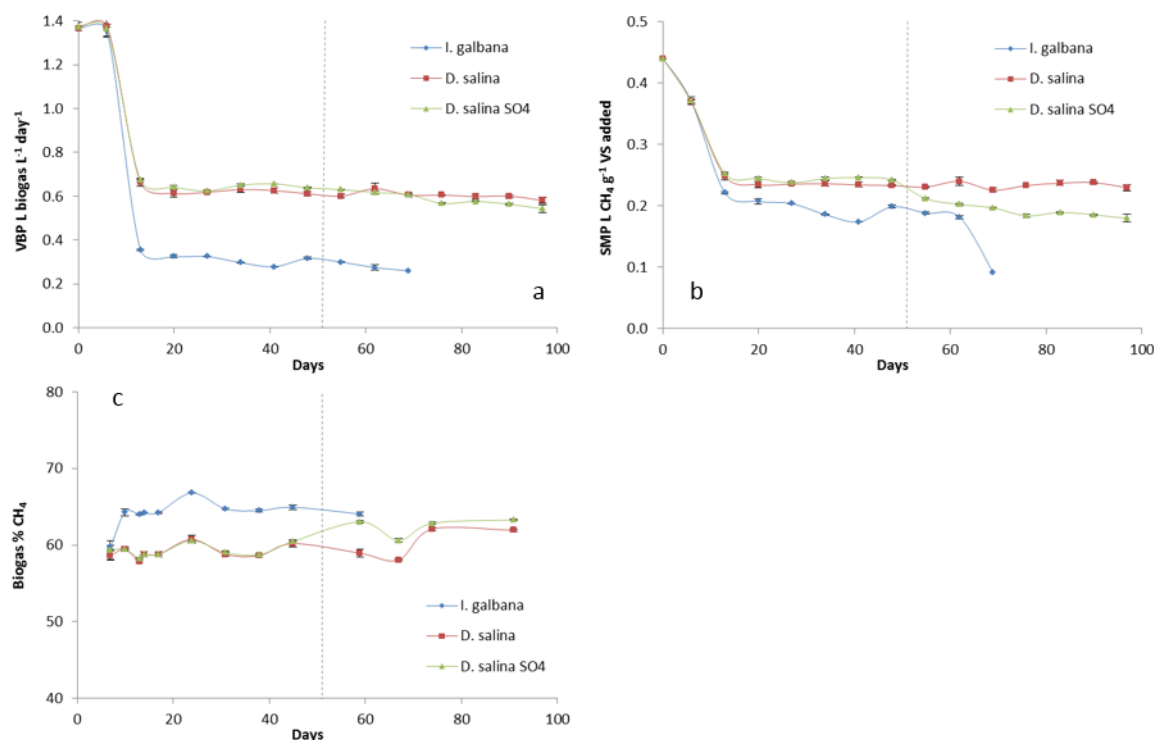 VBP L biogas L⁻¹ day⁻¹
1.4
1.2
1.0
0.8
0.6
0.4
0.2
0.0
0 20 40 60 80 100
Days
I. galbana
D. salina
D. salina SO4
a
SMP L CH₄ g⁻¹ VS added
0.5
0.4
0.3
0.2
0.1
0.0
0 20 40 60 80 100
Days
I. galbana
D. salina
D. salina SO4
b
c
Biogas % CH₄
80
70
60
50
40
0 20 40 60 80 100
Days
I. galbana
D. salina
D. salina SO4